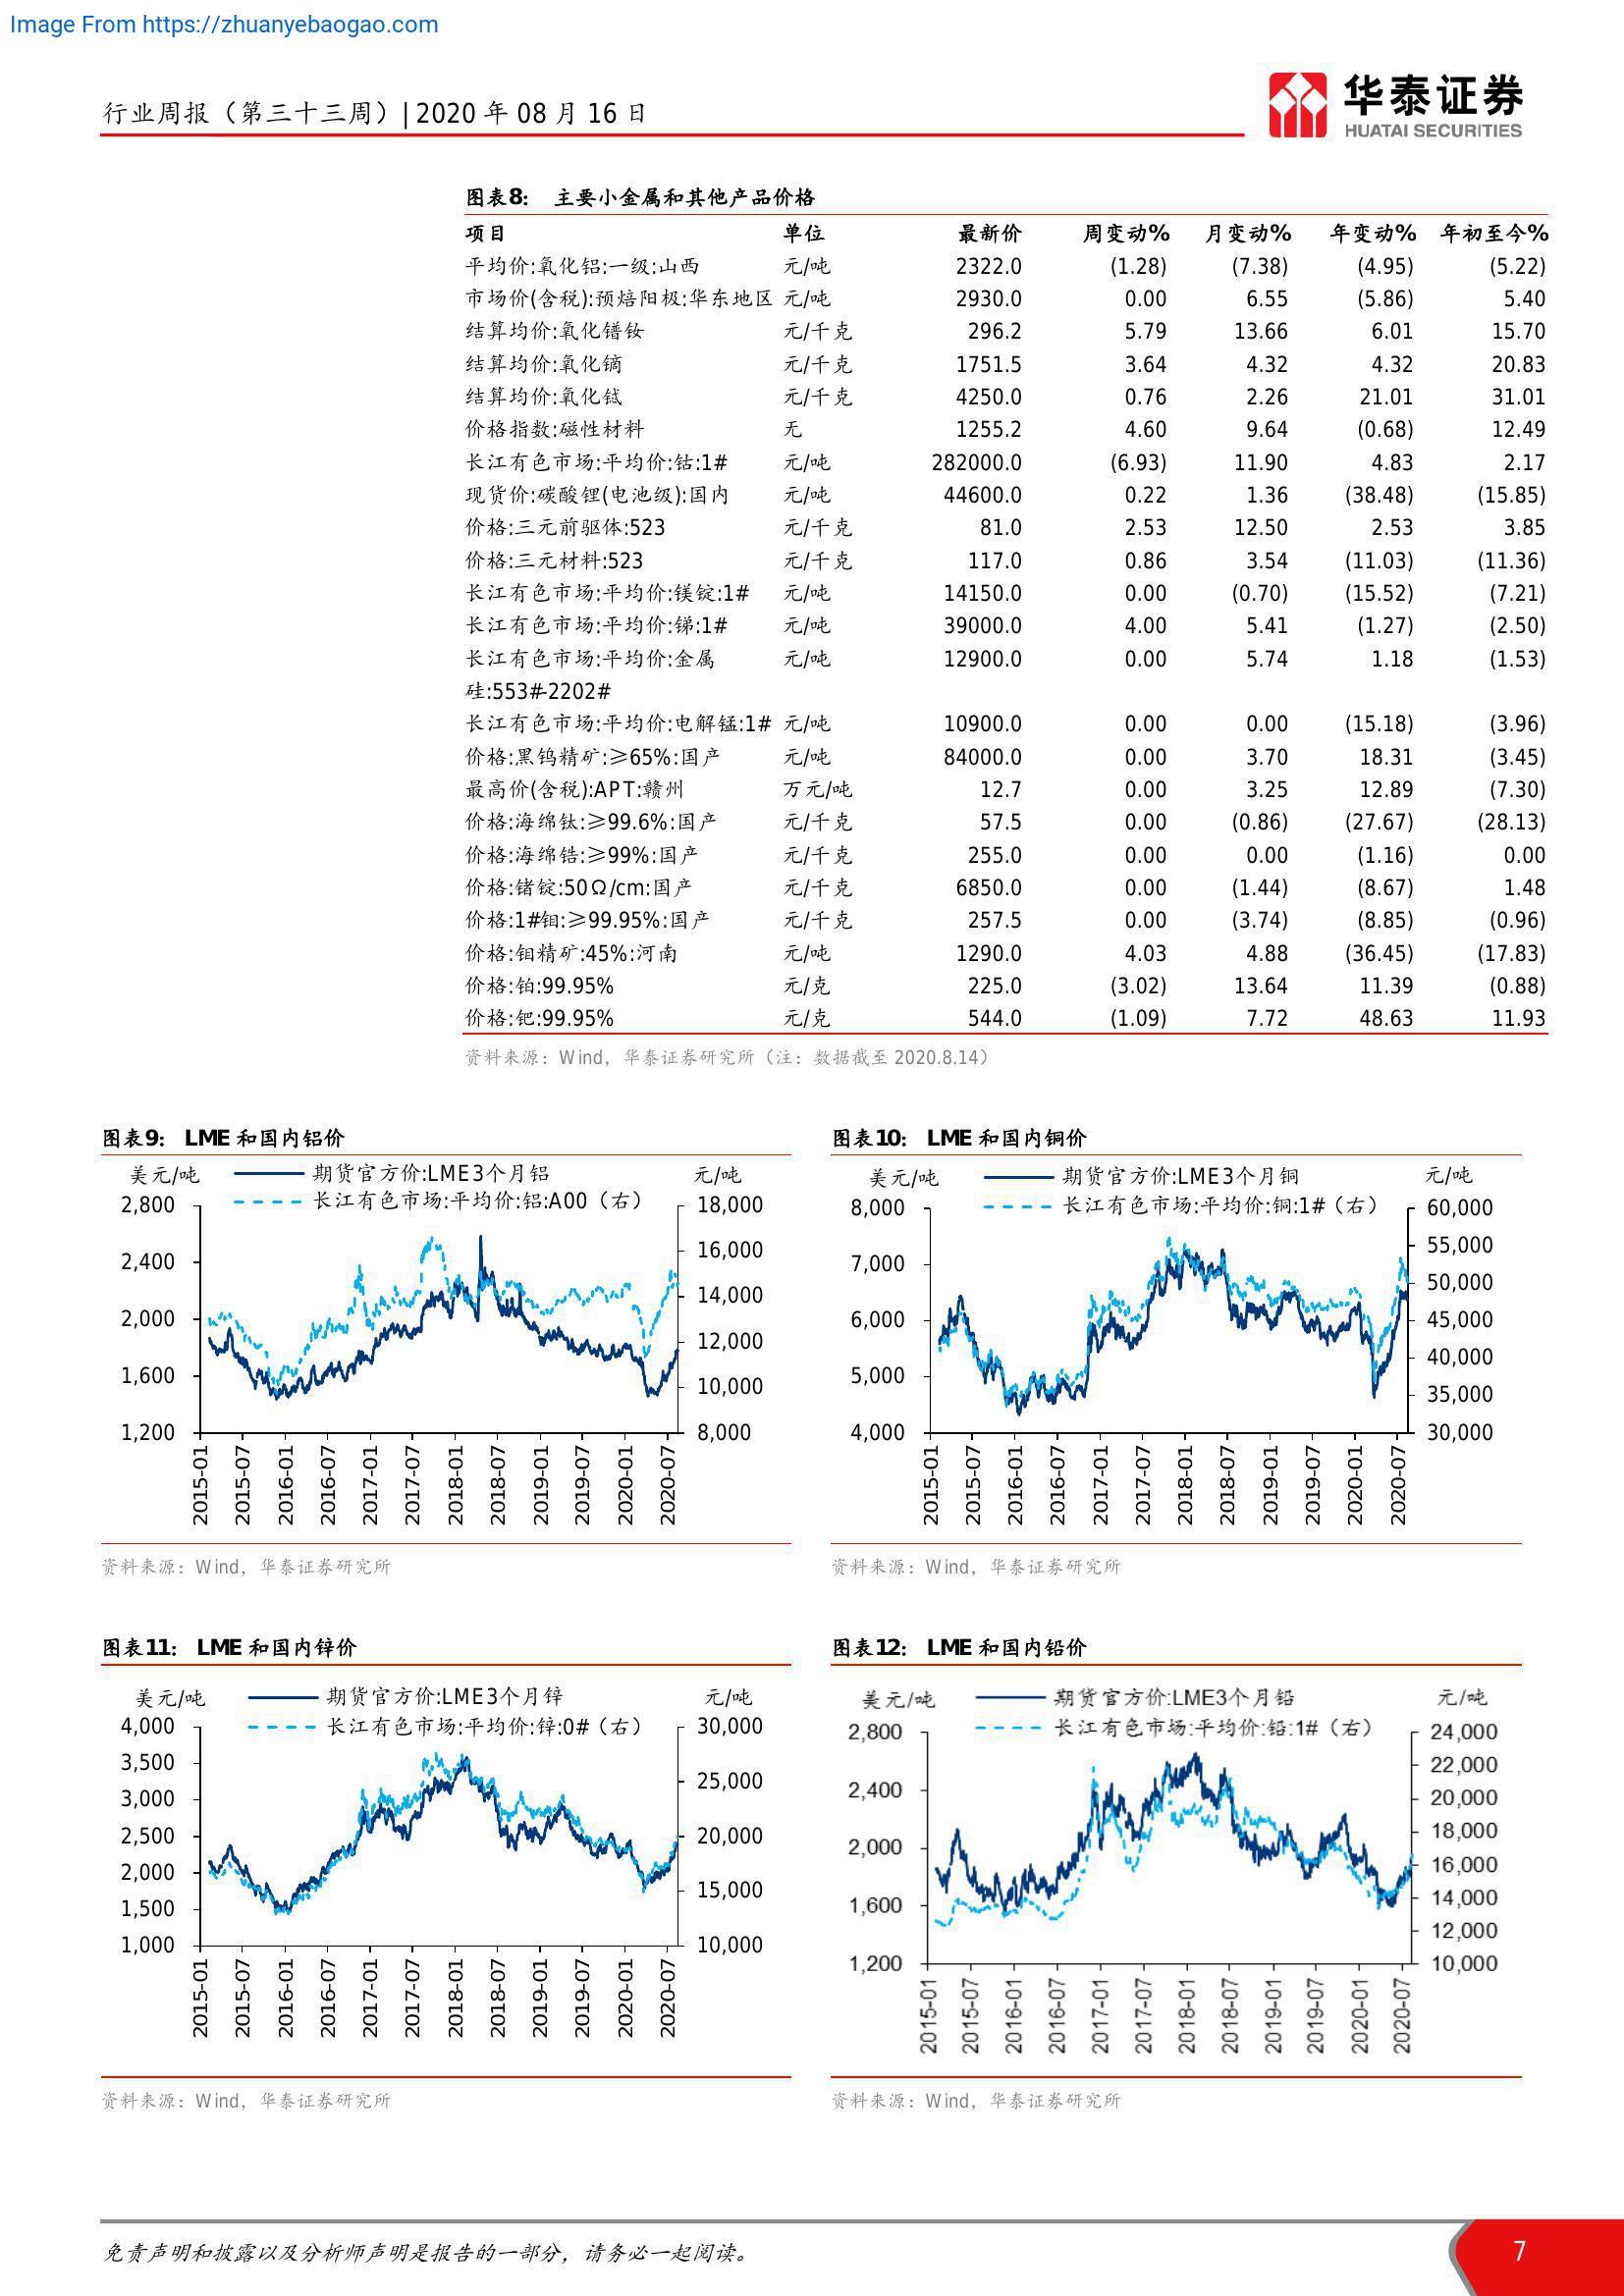 Image From https://zhuanyebaogao.com
行业周报（第三十三周）|2020 年 08 月 16 日
华泰证券
HUATAI SECURITIES
图表8： 主要小金属和其他产品价格
项目 单位 最新价 周变动% 月变动% 年变动% 年初至今%
平均价:氧化铝:一级:山西 元/吨 2322.0 (1.28) (7.38) (4.95) (5.22)
市场价(含税):预焙阳极:华东地区 元/吨 2930.0 0.00 6.55 (5.86) 5.40
结算均价:氧化镨钕 元/千克 296.2 5.79 13.66 6.01 15.70
结算均价:氧化镝 元/千克 1751.5 3.64 4.32 4.32 20.83
结算均价:氧化铽 元/千克 4250.0 0.76 2.26 21.01 31.01
价格指数:磁性材料 无 1255.2 4.60 9.64 (0.68) 12.49
长江有色市场:平均价:钴:1# 元/吨 282000.0 (6.93) 11.90 4.83 2.17
现货价:碳酸锂(电池级):国内 元/吨 44600.0 0.22 1.36 (38.48) (15.85)
价格:三元前驱体:523 元/千克 81.0 2.53 12.50 2.53 3.85
价格:三元材料:523 元/千克 117.0 0.86 3.54 (11.03) (11.36)
长江有色市场:平均价:镁锭:1# 元/吨 14150.0 0.00 (0.70) (15.52) (7.21)
长江有色市场:平均价:锑:1# 元/吨 39000.0 4.00 5.41 (1.27) (2.50)
长江有色市场:平均价:金属 元/吨 12900.0 0.00 5.74 1.18 (1.53)
硅:553#-2202#
长江有色市场:平均价:电解锰:1# 元/吨 10900.0 0.00 0.00 (15.18) (3.96)
价格:黑钨精矿:≥65%:国产 元/吨 84000.0 0.00 3.70 18.31 (3.45)
最高价(含税):APT:赣州 万元/吨 12.7 0.00 3.25 12.89 (7.30)
价格:海绵钛:≥99.6%:国产 元/千克 57.5 0.00 (0.86) (27.67) (28.13)
价格:海绵锆:≥99%:国产 元/千克 255.0 0.00 0.00 (1.16) 0.00
价格:锗锭:50Ω/cm:国产 元/千克 6850.0 0.00 (1.44) (8.67) 1.48
价格:1#钼:≥99.95%:国产 元/千克 257.5 0.00 (3.74) (8.85) (0.96)
价格:钼精矿:45%:河南 元/吨 1290.0 4.03 4.88 (36.45) (17.83)
价格:铂:99.95% 元/克 225.0 (3.02) 13.64 11.39 (0.88)
价格:钯:99.95% 元/克 544.0 (1.09) 7.72 48.63 11.93
资料来源：Wind，华泰证券研究所（注：数据截至 2020.8.14）
图表9： LME 和国内铝价
美元/吨 期货官方价:LME3个月铝 元/吨
长江有色市场:平均价:铝:A00（右）
2,800 18,000
2,400 16,000
2,000 14,000
1,600 12,000
1,200 10,000
8,000
2015-01 2015-07 2016-01 2016-07 2017-01 2017-07 2018-01 2018-07 2019-01 2019-07 2020-01 2020-07
资料来源：Wind，华泰证券研究所
图表10： LME 和国内铜价
美元/吨 期货官方价:LME3个月铜 元/吨
长江有色市场:平均价:铜:1#（右）
8,000 60,000
7,000 55,000
6,000 50,000
5,000 45,000
4,000 40,000
35,000
30,000
2015-01 2015-07 2016-01 2016-07 2017-01 2017-07 2018-01 2018-07 2019-01 2019-07 2020-01 2020-07
资料来源：Wind，华泰证券研究所
图表11： LME 和国内锌价
美元/吨 期货官方价:LME3个月锌 元/吨
长江有色市场:平均价:锌:0#（右）
4,000 30,000
3,500 25,000
3,000 20,000
2,500 15,000
2,000 10,000
1,500
1,000
2015-01 2015-07 2016-01 2016-07 2017-01 2017-07 2018-01 2018-07 2019-01 2019-07 2020-01 2020-07
资料来源：Wind，华泰证券研究所
图表12： LME 和国内铅价
美元/吨 期货官方价:LME3个月铅 元/吨
长江有色市场:平均价:铅:1#（右）
2,800 24,000
2,400 22,000
2,000 20,000
1,600 18,000
1,200 16,000
14,000
12,000
10,000
2015-01 2015-07 2016-01 2016-07 2017-01 2017-07 2018-01 2018-07 2019-01 2019-07 2020-01 2020-07
资料来源：Wind，华泰证券研究所
免责声明和披露以及分析师声明是报告的一部分，请务必一起阅读。 7